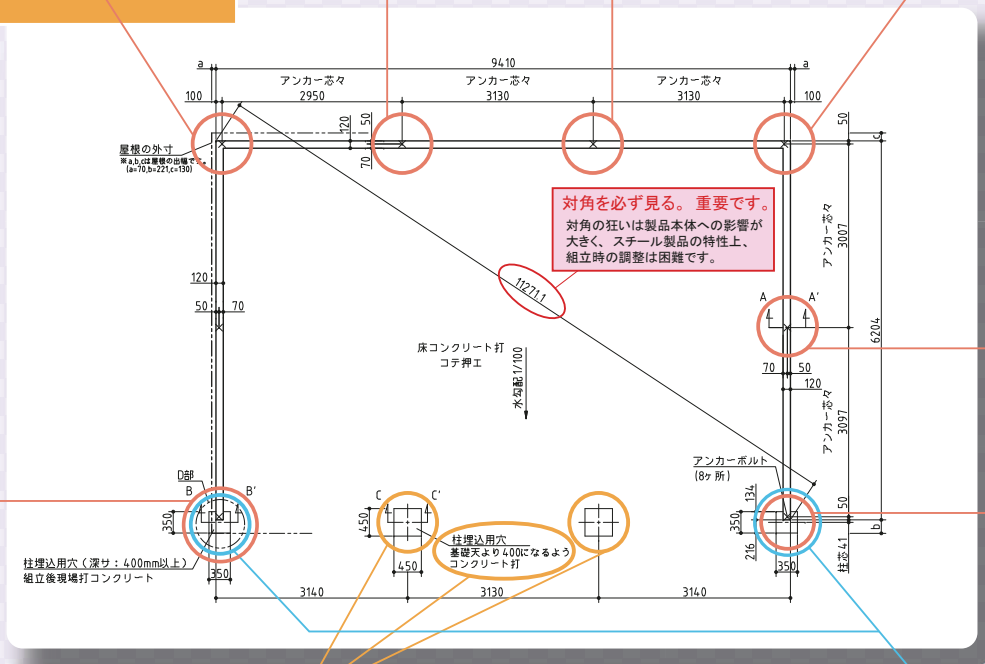 a
9410
a
アンカー芯々
アンカー芯々
アンカー芯々
100
2950
3130
3130
100
120
50
70
50
c
屋根の外寸
※a,b,cは屋根の出幅です。
(a=70,b=221,c=130)
対角を必ず見る。 重要です。
対角の狂いは製品本体への影響が
大きく、スチール製品の特性上、
組立時の調整は困難です。
アンカー芯々
3007
120
50
70
11271.1
A
A'
6204
床コンクリート打
コテ押エ
水勾配1/100
70
50
120
アンカー芯々
3097
アンカーボルト
(8ヶ所)
D部
B
B'
C
C'
350
450
134
350
216
50
b
柱埋込用穴
基礎天より400になるよう
コンクリート打
柱埋込用穴(深サ:400mm以上)
組立後現場打コンクリート
350
450
350
柱芯41
3140
3130
3140